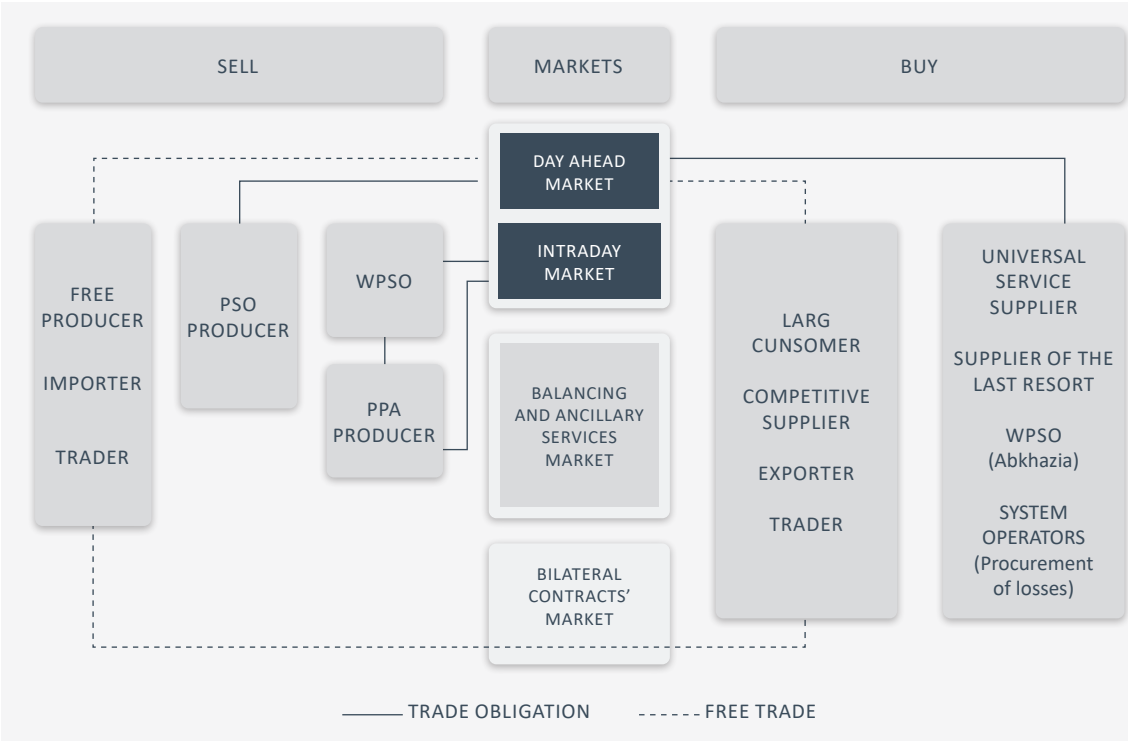 SELL
MARKETS
BUY
DAY AHEAD
MARKET
INTRADAY
MARKET
FREE
PRODUCER
IMPORTER
TRADER
PSO
PRODUCER
WPSO
PPA
PRODUCER
BALANCING
AND ANCILLARY
SERVICES
MARKET
BILATERAL
CONTRACTS’
MARKET
LARG
CUNSOMER
COMPETITIVE
SUPPLIER
EXPORTER
TRADER
UNIVERSAL
SERVICE
SUPPLIER
SUPPLIER OF THE
LAST RESORT
WPSO
(Abkhazia)
SYSTEM
OPERATORS
(Procurement
of losses)
TRADE OBLIGATION
FREE TRADE